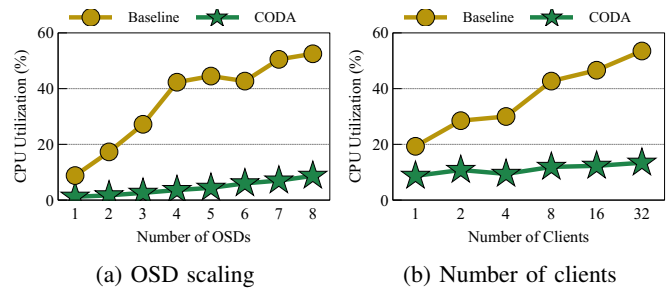 Baseline CODA
CPU Utilization (%)
60
40
20
0
1 2 3 4 5 6 7 8
Number of OSDs
(a) OSD scaling
Baseline CODA
CPU Utilization (%)
60
40
20
0
1 2 4 8 16 32
Number of Clients
(b) Number of clients